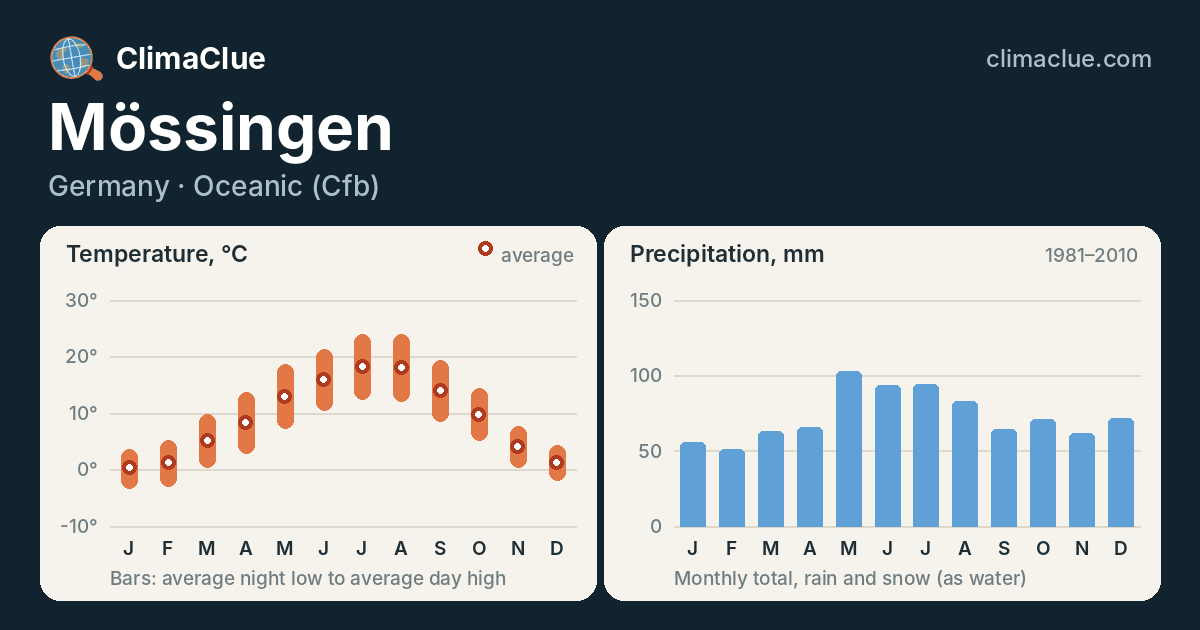 ClimaClue
climaclue.com
Mössingen
Germany · Oceanic (Cfb)
Temperature, °C
average
30°
20°
10°
0°
-10°
J F M A M J J A S O N D
Bars: average night low to average day high
Precipitation, mm
1981–2010
150
100
50
0
J F M A M J J A S O N D
Monthly total, rain and snow (as water)